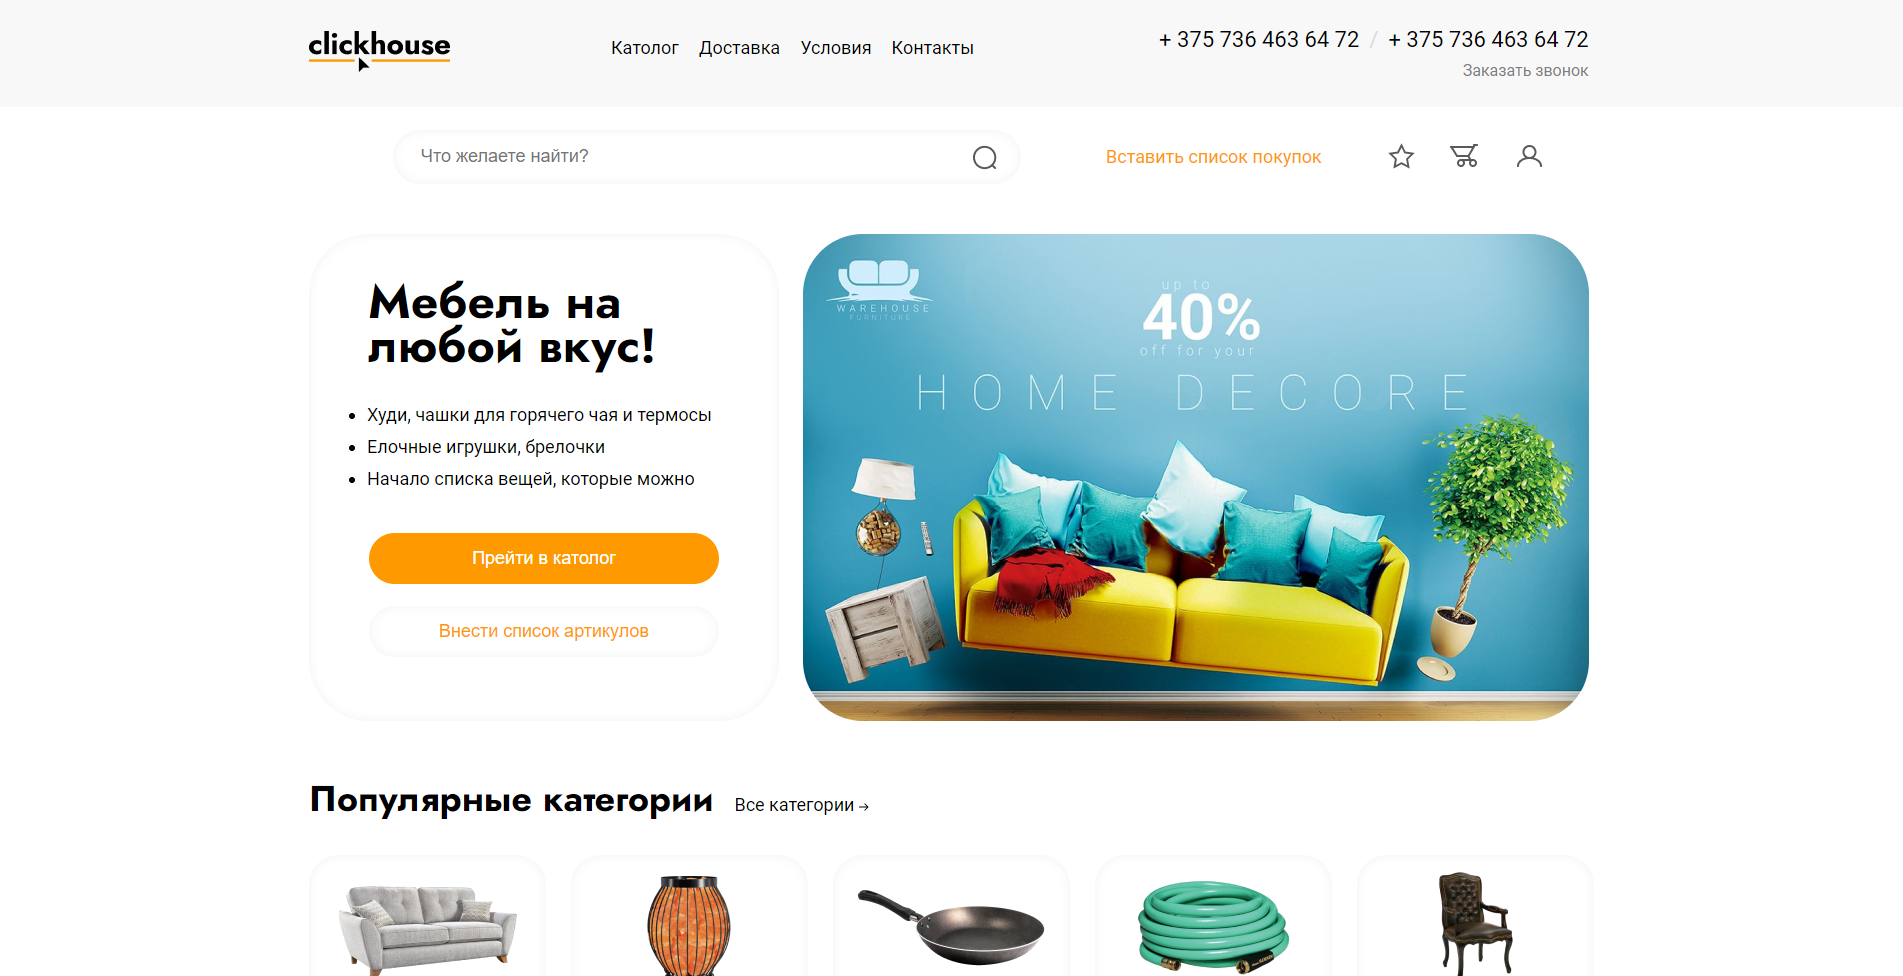 clickhouse
Католог Доставка Условия Контакты
+ 375 736 463 64 72 / + 375 736 463 64 72
Заказать звонок
Что желаете найти?
Вставить список покупок
Мебель на
любой вкус!
Худи, чашки для горячего чая и термосы
Елочные игрушки, брелочки
Начало списка вещей, которые можно
Прейти в католог
Внести список артикулов
WAREHOUSE
FURNITURE
up to
40%
off for your
HOME DECORE
Популярные категории
Все категории →